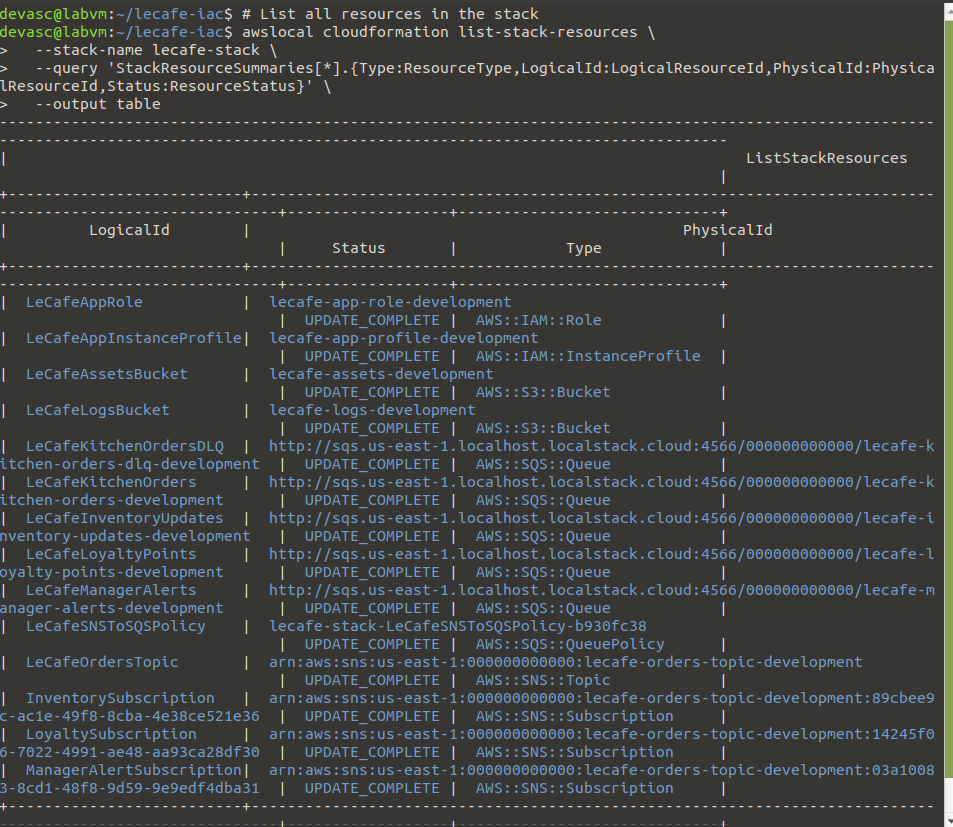 devasc@labvm:~/lecafe-iac$ # List all resources in the stack
devasc@labvm:~/lecafe-iac$ awslocal cloudformation list-stack-resources \
>   --stack-name lecafe-stack \
>   --query 'StackResourceSummaries[*].{Type:ResourceType,LogicalId:LogicalResourceId,PhysicalId:Physica
lResourceId,Status:ResourceStatus}' \
>   --output table
--------------------------------------------------------------------------------------------------------
---------------------------------------------------------------------------------
|                                                                                  ListStackResources
                                                                                |
+--------------------------+----------------------------------------------------------------------------
-------------------------------+------------------+-----------------------------+
|         LogicalId        |                                                PhysicalId
                               |     Status       |            Type             |
+--------------------------+----------------------------------------------------------------------------
-------------------------------+------------------+-----------------------------+
|  LeCafeAppRole           |  lecafe-app-role-development
                               |  UPDATE_COMPLETE |  AWS::IAM::Role             |
|  LeCafeAppInstanceProfile|  lecafe-app-profile-development
                               |  UPDATE_COMPLETE |  AWS::IAM::InstanceProfile  |
|  LeCafeAssetsBucket      |  lecafe-assets-development
                               |  UPDATE_COMPLETE |  AWS::S3::Bucket            |
|  LeCafeLogsBucket        |  lecafe-logs-development
                               |  UPDATE_COMPLETE |  AWS::S3::Bucket            |
|  LeCafeKitchenOrdersDLQ  |  http://sqs.us-east-1.localhost.localstack.cloud:4566/000000000000/lecafe-k
itchen-orders-dlq-development  |  UPDATE_COMPLETE |  AWS::SQS::Queue            |
|  LeCafeKitchenOrders     |  http://sqs.us-east-1.localhost.localstack.cloud:4566/000000000000/lecafe-k
itchen-orders-development      |  UPDATE_COMPLETE |  AWS::SQS::Queue            |
|  LeCafeInventoryUpdates  |  http://sqs.us-east-1.localhost.localstack.cloud:4566/000000000000/lecafe-i
nventory-updates-development   |  UPDATE_COMPLETE |  AWS::SQS::Queue            |
|  LeCafeLoyaltyPoints     |  http://sqs.us-east-1.localhost.localstack.cloud:4566/000000000000/lecafe-l
oyalty-points-development      |  UPDATE_COMPLETE |  AWS::SQS::Queue            |
|  LeCafeManagerAlerts     |  http://sqs.us-east-1.localhost.localstack.cloud:4566/000000000000/lecafe-m
anager-alerts-development      |  UPDATE_COMPLETE |  AWS::SQS::Queue            |
|  LeCafeSNSToSQSPolicy    |  lecafe-stack-LeCafeSNSToSQSPolicy-b930fc38
                               |  UPDATE_COMPLETE |  AWS::SQS::QueuePolicy      |
|  LeCafeOrdersTopic       |  arn:aws:sns:us-east-1:000000000000:lecafe-orders-topic-development
                               |  UPDATE_COMPLETE |  AWS::SNS::Topic            |
|  InventorySubscription   |  arn:aws:sns:us-east-1:000000000000:lecafe-orders-topic-development:89cbee9
c-ac1e-49f8-8cba-4e38ce521e36  |  UPDATE_COMPLETE |  AWS::SNS::Subscription     |
|  LoyaltySubscription     |  arn:aws:sns:us-east-1:000000000000:lecafe-orders-topic-development:14245f0
6-7022-4991-ae48-aa93ca28df30  |  UPDATE_COMPLETE |  AWS::SNS::Subscription     |
|  ManagerAlertSubscription|  arn:aws:sns:us-east-1:000000000000:lecafe-orders-topic-development:03a1008
3-8cd1-48f8-9d59-9e9edf4dba31  |  UPDATE_COMPLETE |  AWS::SNS::Subscription     |
+--------------------------+----------------------------------------------------------------------------
-------------------------------+------------------+-----------------------------+